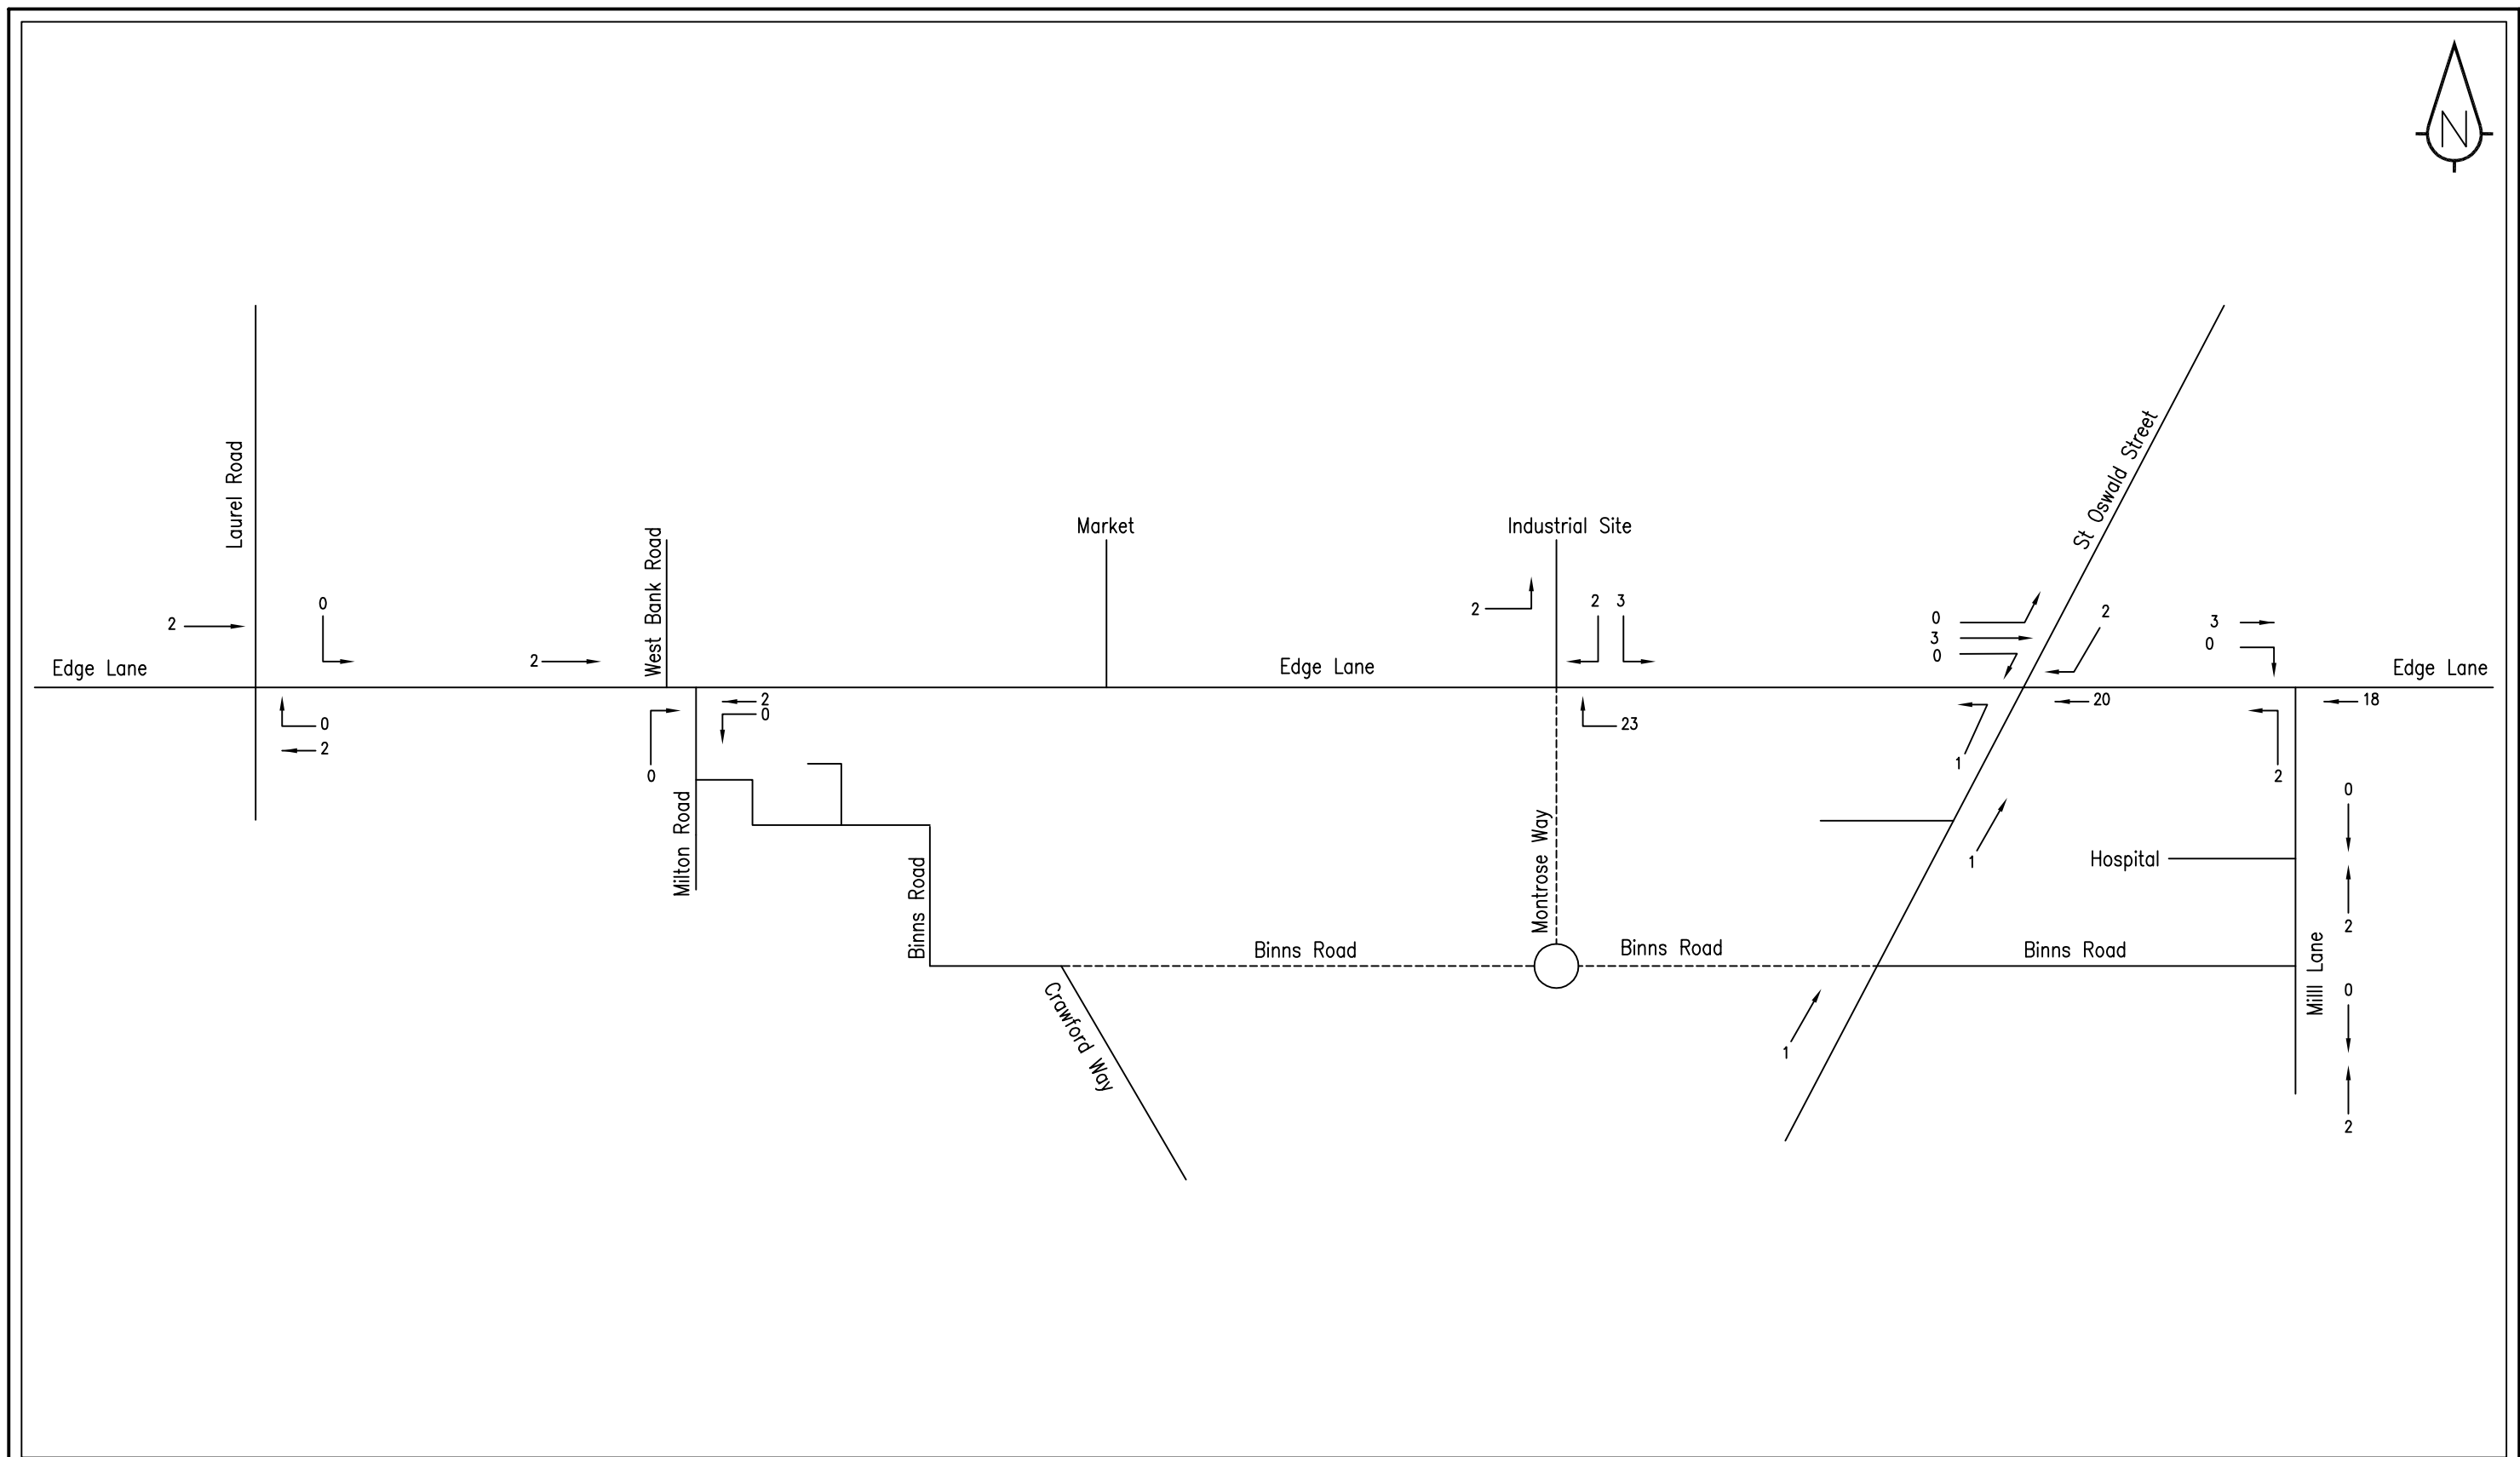 N
St Oswald Street
Laurel Road
Market
Industrial Site
West Bank Road
0
2
2
2
2 3
0
3
0
2
3
0
Edge Lane
2
Edge Lane
Edge Lane
0
2
2
0
23
20
18
0
1
2
0
Milton Road
Binns Road
Montrose Way
1
Hospital
2
Binns Road
Binns Road
Binns Road
Milll Lane
0
Crawford Way
1
2